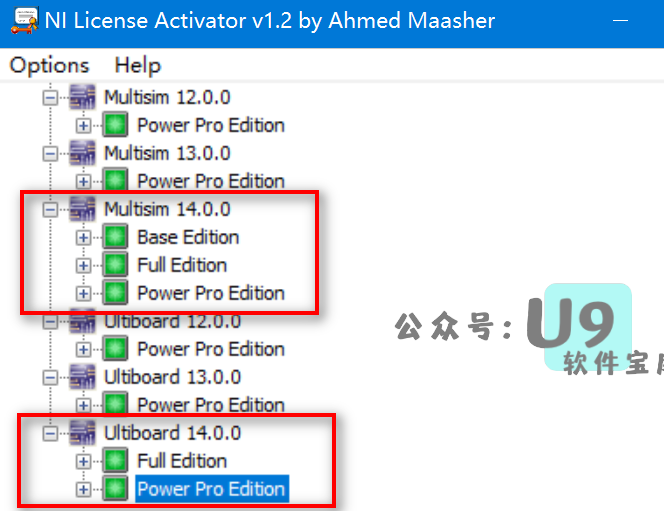 NI License Activator v1.2 by Ahmed Maasher
Options Help
Multisim 12.0.0
Power Pro Edition
Multisim 13.0.0
Power Pro Edition
Multisim 14.0.0
Base Edition
Full Edition
Power Pro Edition
Ultiboard 12.0.0
Power Pro Edition
Ultiboard 13.0.0
Power Pro Edition
Ultiboard 14.0.0
Full Edition
Power Pro Edition
公众号: U9
软件宝库